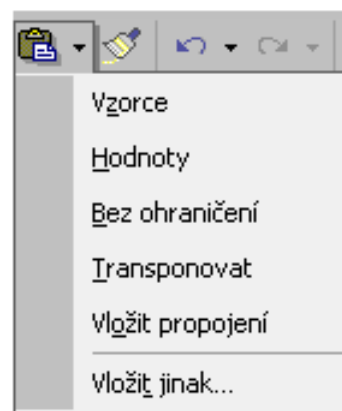 Vzorce
Hodnoty
Bez ohraničení
Transponovat
Vložit propojení
Vložit jinak...